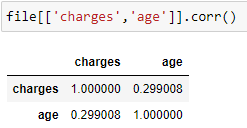 file[['charges','age']].corr()
charges age
charges 1.000000 0.299008
age 0.299008 1.000000